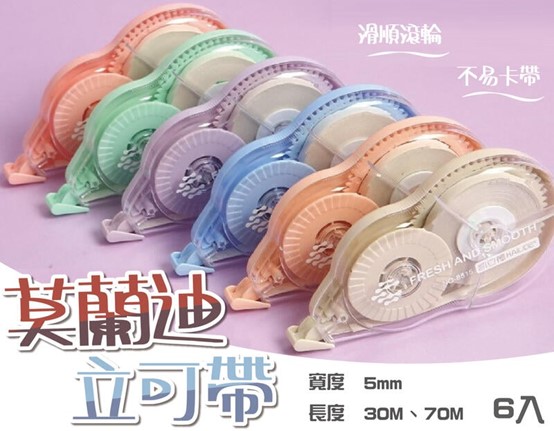 滑順滾輪
不易卡帶
FRESH AND SMOOTH
莫蘭迪
立可帶
寬度 5mm
長度 30M、70M 6入